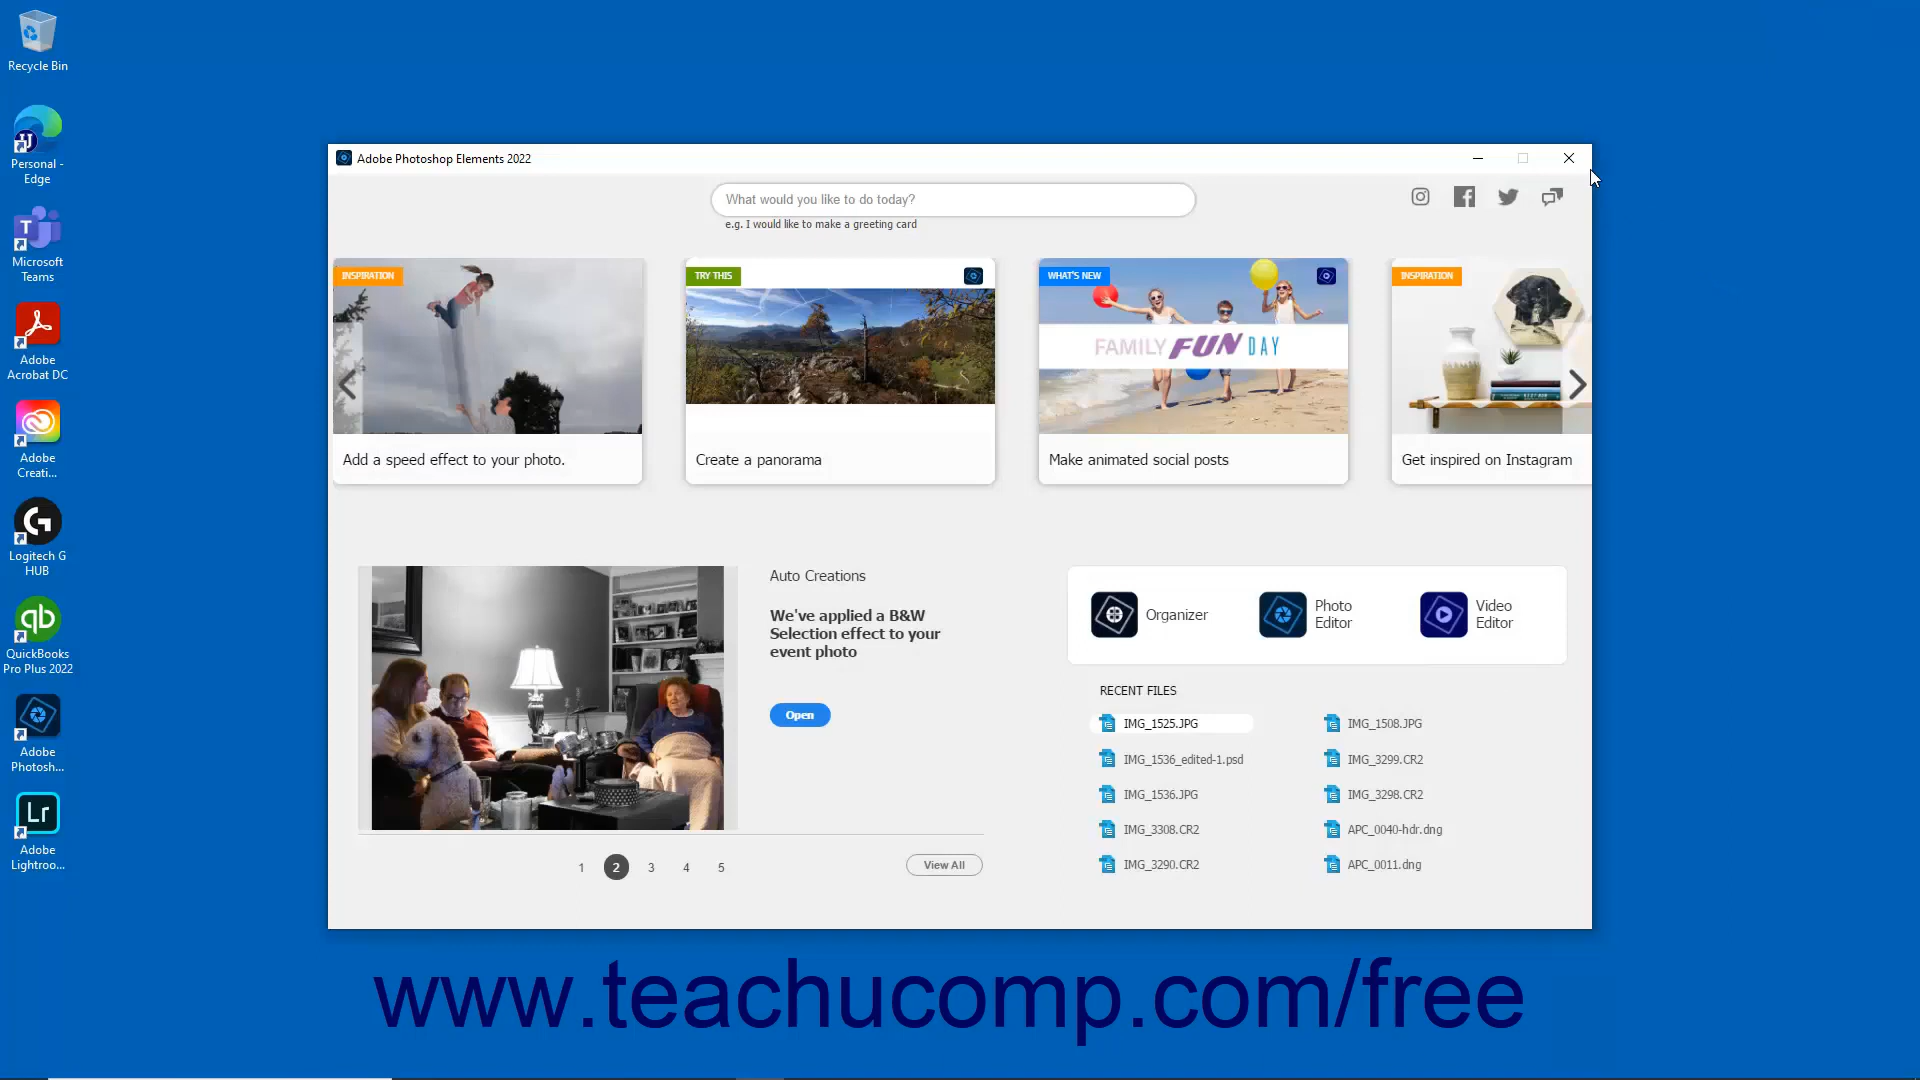 Recycle Bin
Personal -
Edge
Microsoft
Teams
Adobe
Acrobat DC
Adobe
Creati...
Logitech G
HUB
QuickBooks
Pro Plus 2022
Adobe
Photosh...
Lr
Adobe
Lightroo...
Adobe Photoshop Elements 2022
What would you like to do today?
e.g. I would like to make a greeting card
INSPIRATION
Add a speed effect to your photo.
TRY THIS
Create a panorama
WHAT'S NEW
FAMILY FUN DAY
Make animated social posts
INSPIRATION
Get inspired on Instagram
Auto Creations
We've applied a B&W
Selection effect to your
event photo
Open
1 2 3 4 5
View All
Organizer
Photo
Editor
Video
Editor
RECENT FILES
IMG_1525.JPG
IMG_1536_edited-1.psd
IMG_1536.JPG
IMG_3308.CR2
IMG_3290.CR2
IMG_1508.JPG
IMG_3299.CR2
IMG_3298.CR2
APC_0040-hdr.dng
APC_0011.dng
www.teachucomp.com/free